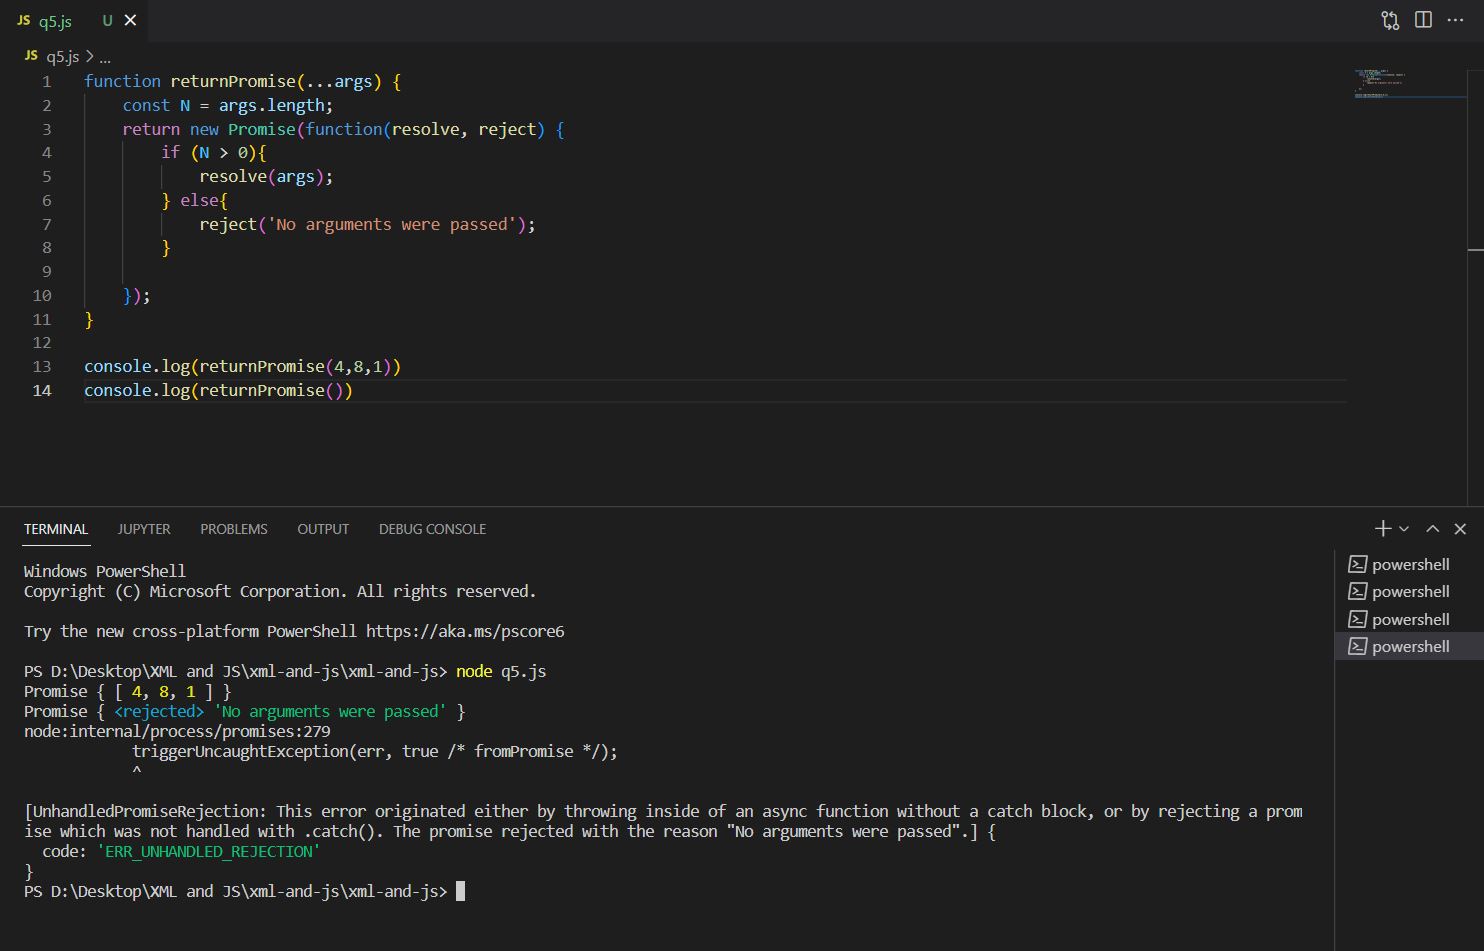 JS q5.js U
JS q5.js > ...
1 function returnPromise(...args) {
2 const N = args.length;
3 return new Promise(function(resolve, reject) {
4 if (N > 0){
5 resolve(args);
6 } else{
7 reject('No arguments were passed');
8 }
9
10 });
11 }
12
13 console.log(returnPromise(4,8,1))
14 console.log(returnPromise())
TERMINAL JUPYTER PROBLEMS OUTPUT DEBUG CONSOLE
Windows PowerShell
Copyright (C) Microsoft Corporation. All rights reserved.
Try the new cross-platform PowerShell https://aka.ms/pscore6
PS D:\Desktop\XML and JS\xml-and-js\xml-and-js> node q5.js
Promise { [ 4, 8, 1 ] }
Promise { <rejected> 'No arguments were passed' }
node:internal/process/promises:279
triggerUncaughtException(err, true /* fromPromise */);
^
[UnhandledPromiseRejection: This error originated either by throwing inside of an async function without a catch block, or by rejecting a prom
ise which was not handled with .catch(). The promise rejected with the reason "No arguments were passed".] {
code: 'ERR_UNHANDLED_REJECTION'
}
PS D:\Desktop\XML and JS\xml-and-js\xml-and-js>
powershell
powershell
powershell
powershell